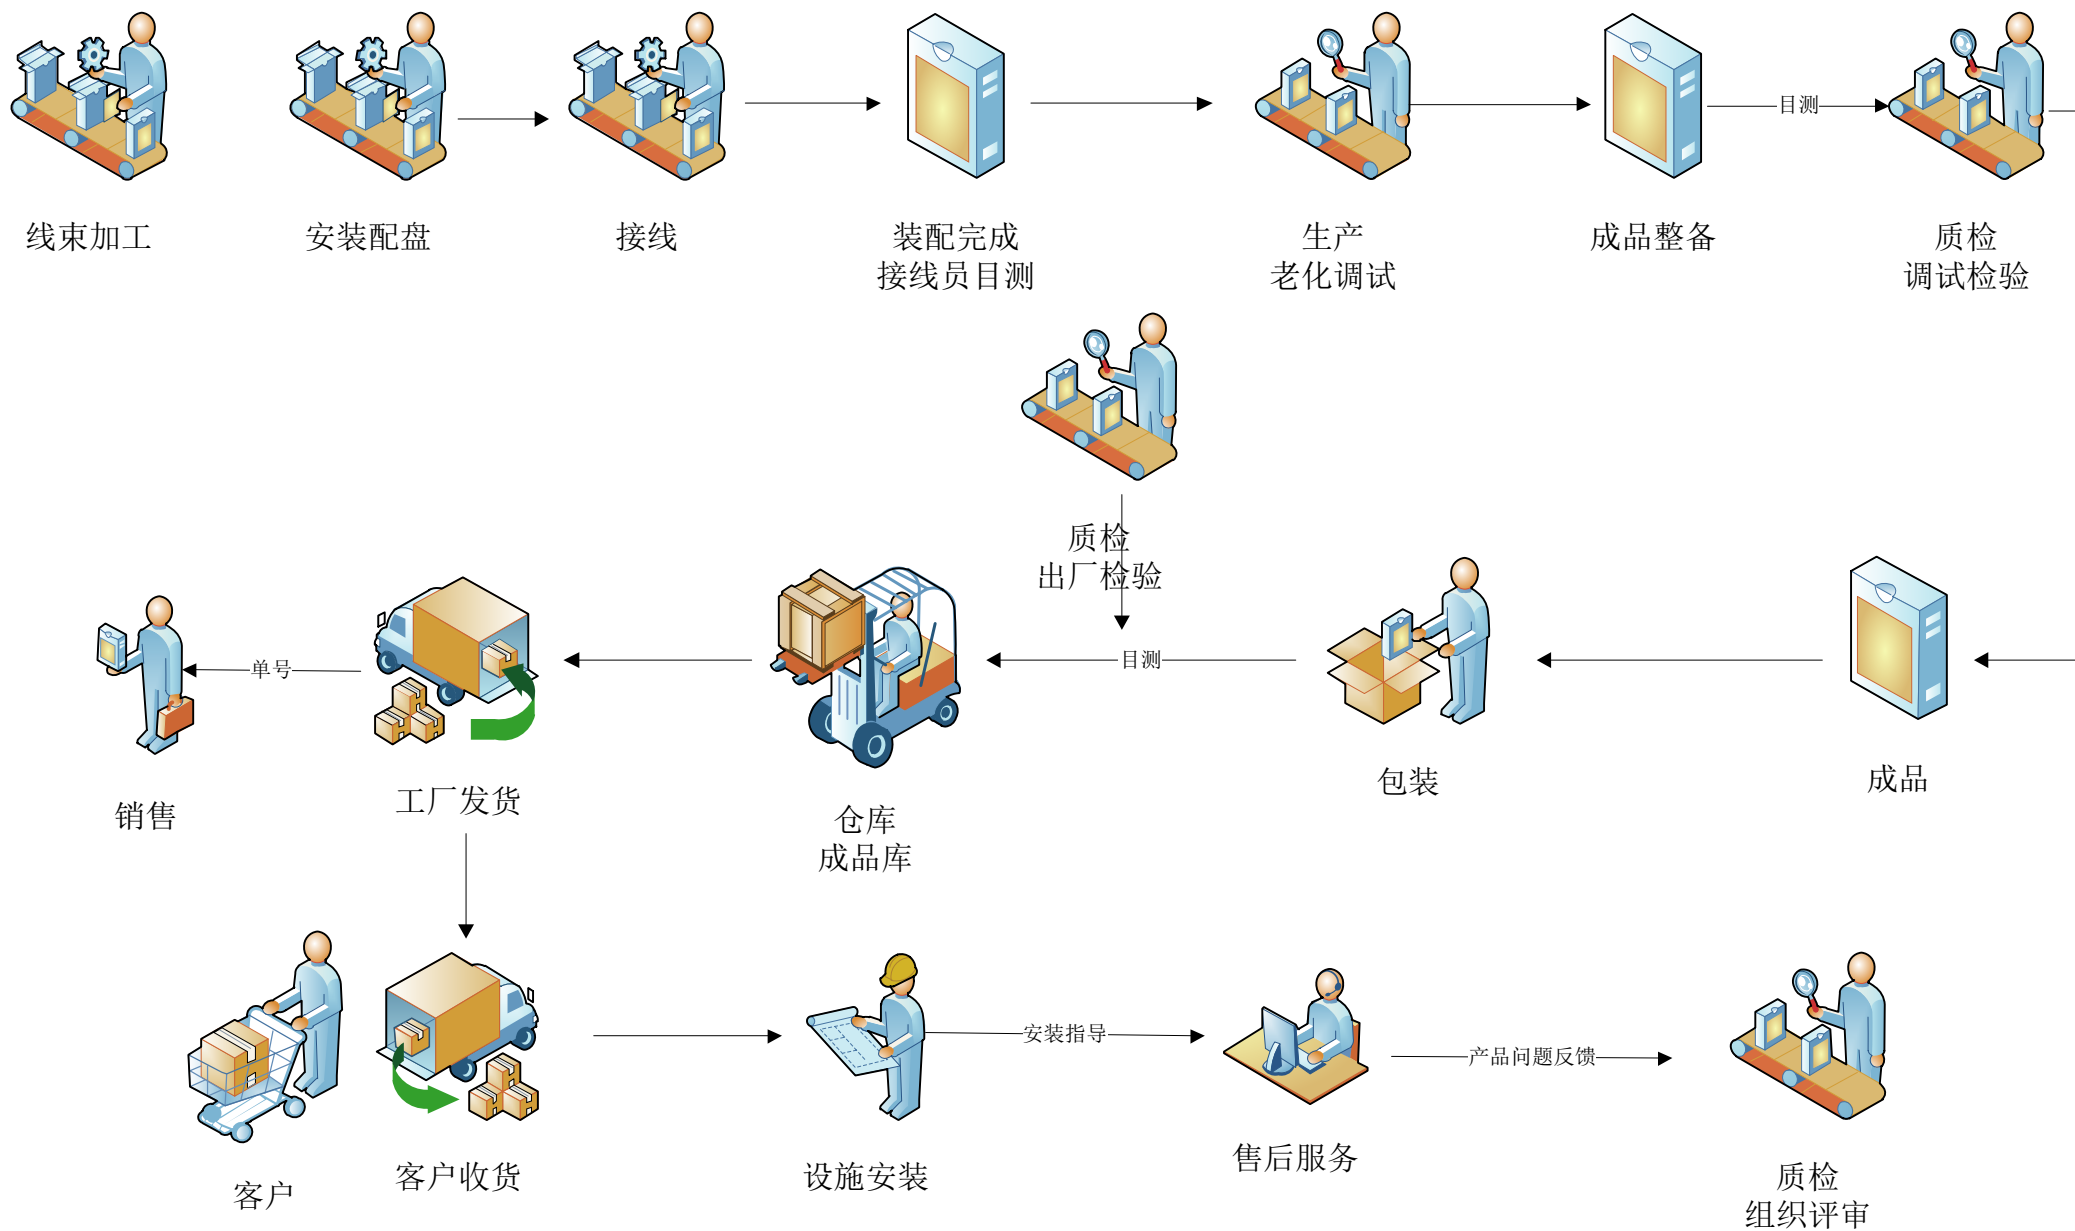 目测
线束加工
安装配盘
接线
装配完成
接线员目测
生产
老化调试
成品整备
质检
调试检验
质检
出厂检验
单号
目测
销售
工厂发货
仓库
成品库
包装
成品
安装指导
产品问题反馈
客户
客户收货
设施安装
售后服务
质检
组织评审